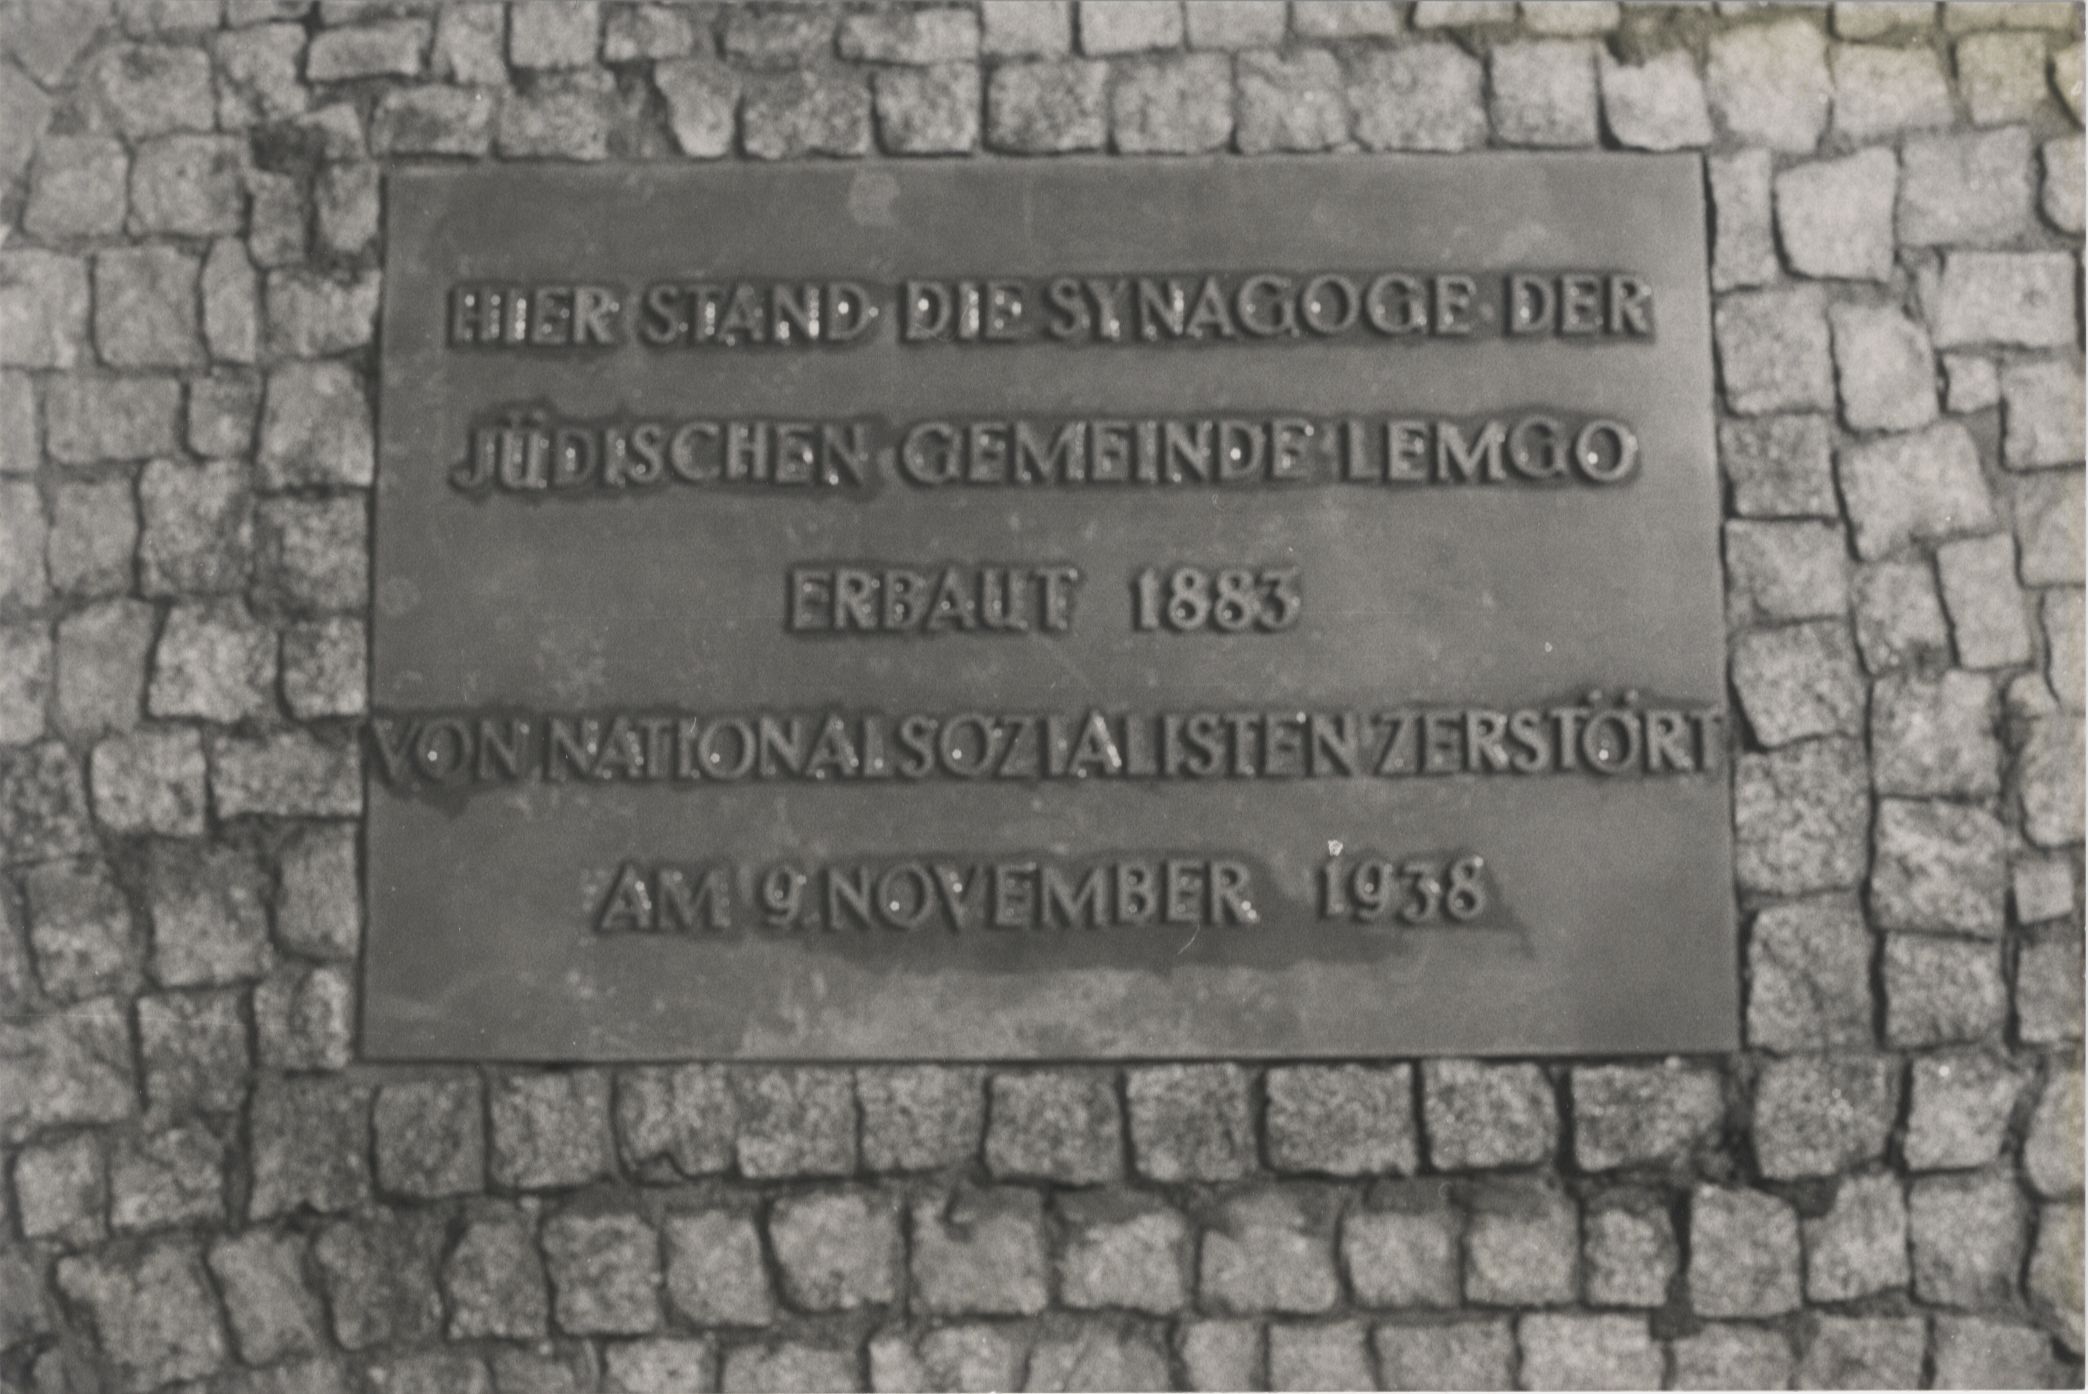 HIER STAND DIE SYNAGOGE DER
JÜDISCHEN GEMEINDE LEMGO
ERBAUT 1883
VON NATIONALSOZIALISTEN ZERSTÖRT
AM 9. NOVEMBER 1938